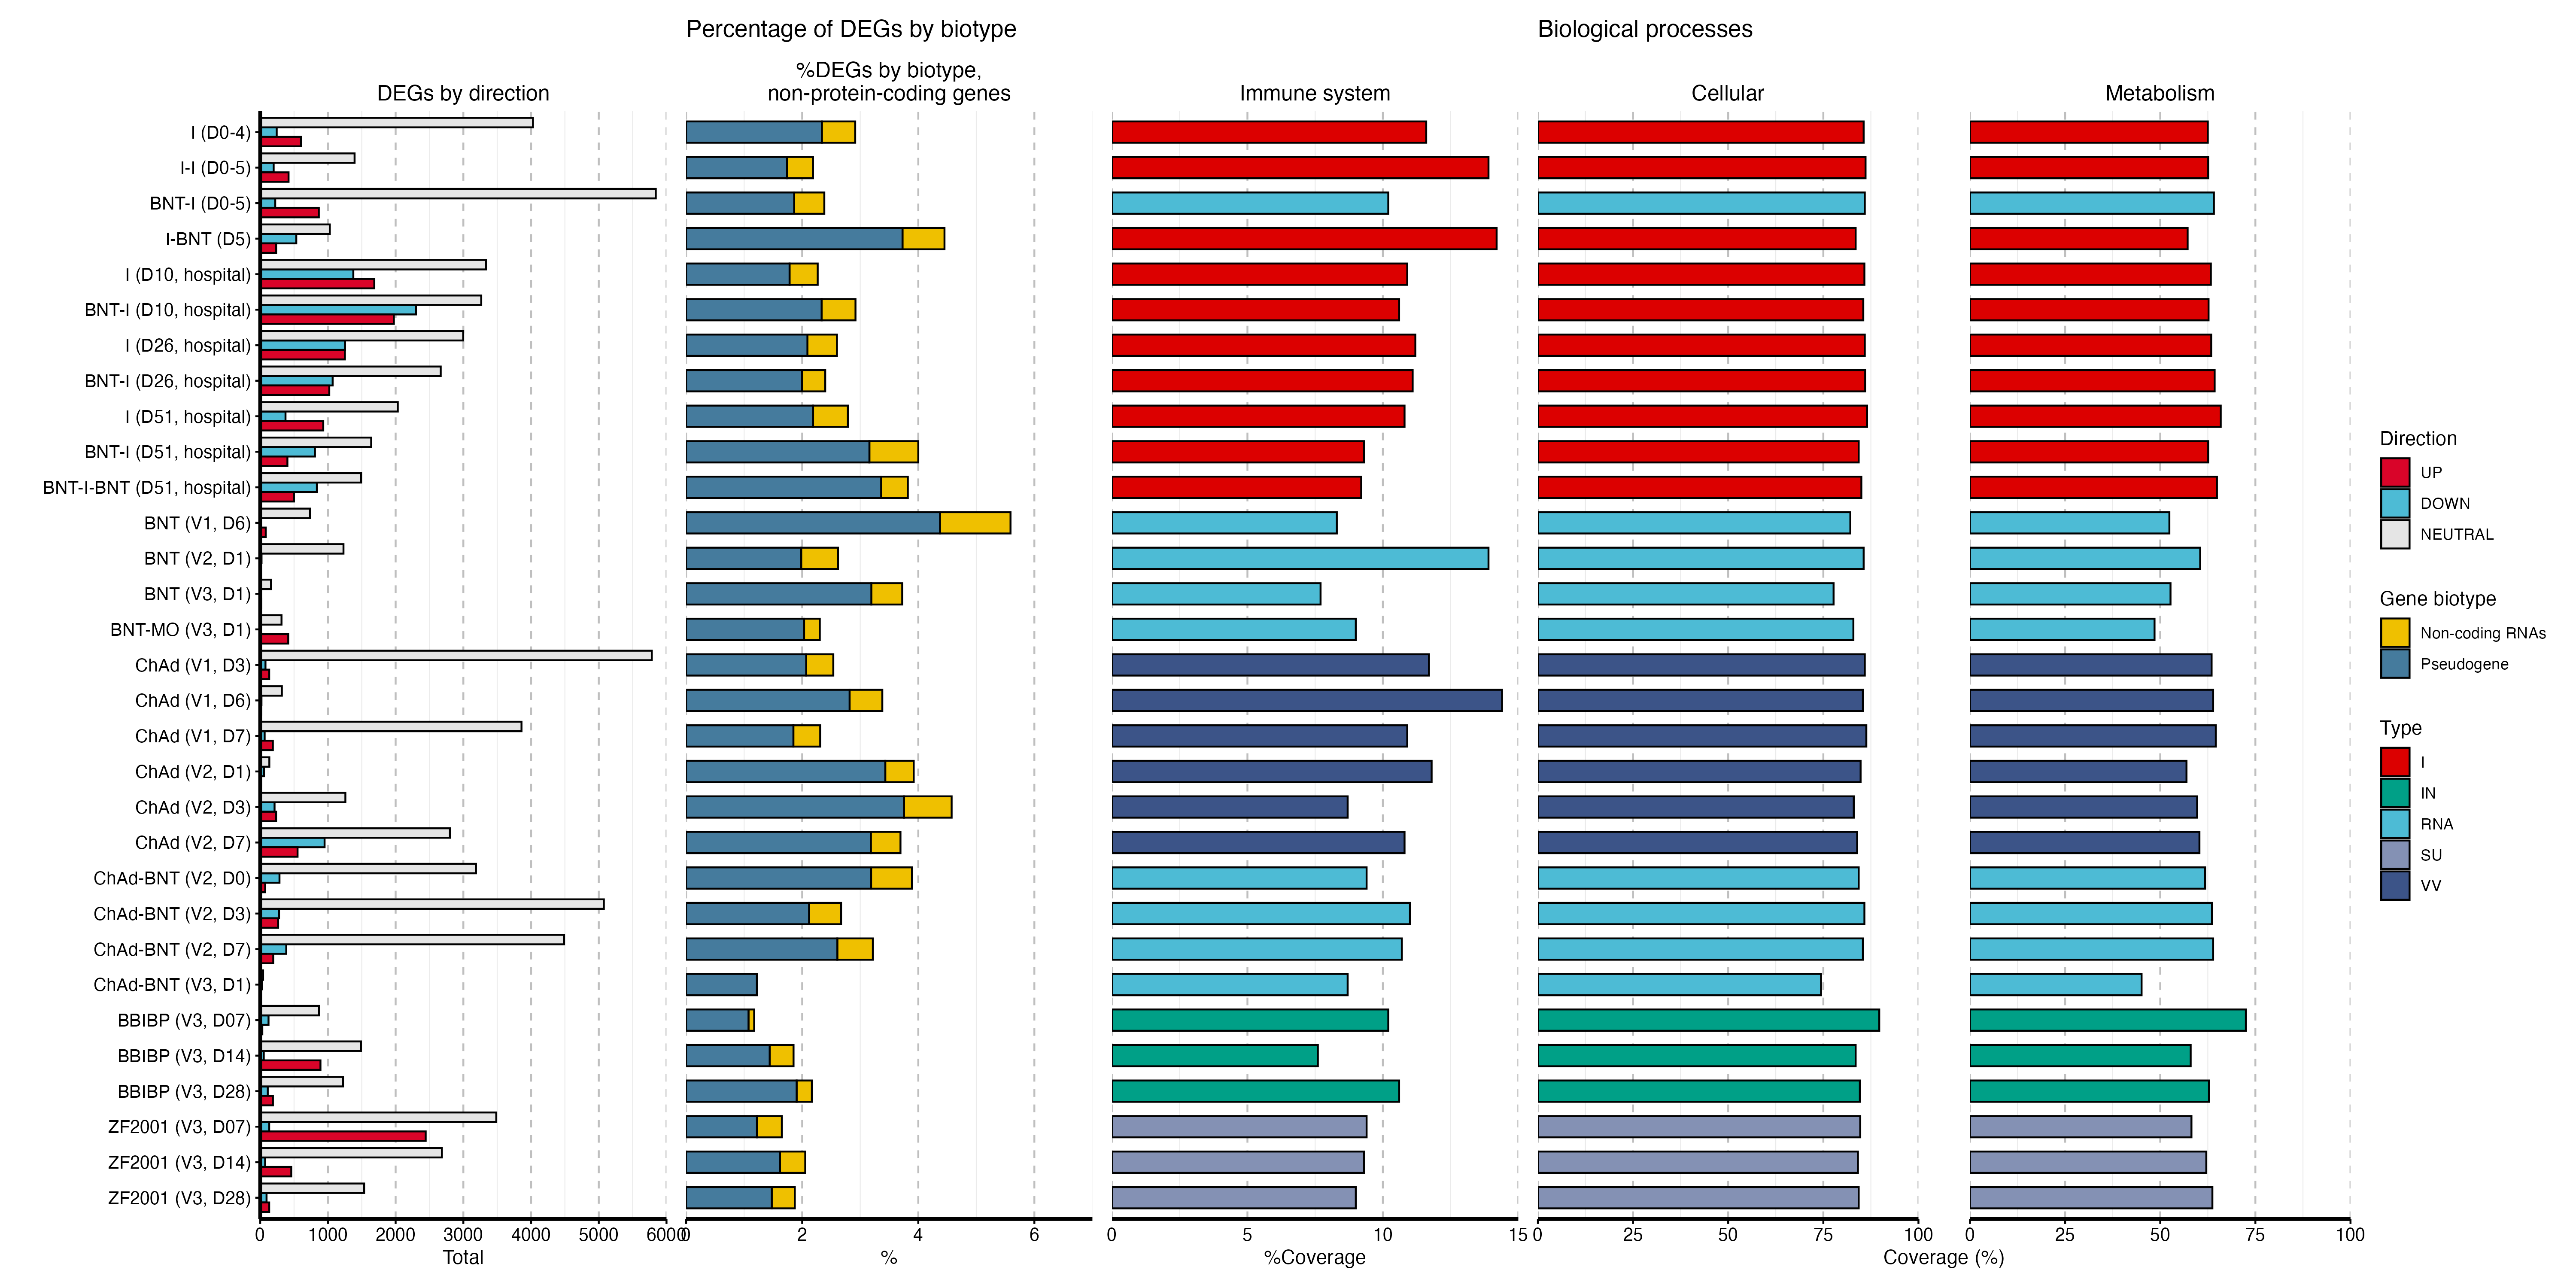 Percentage of DEGs by biotype
Biological processes
DEGs by direction
%DEGs by biotype,
non-protein-coding genes
Immune system
Cellular
Metabolism
I (D0-4)
I-I (D0-5)
BNT-I (D0-5)
I-BNT (D5)
I (D10, hospital)
BNT-I (D10, hospital)
I (D26, hospital)
BNT-I (D26, hospital)
I (D51, hospital)
BNT-I (D51, hospital)
BNT-I-BNT (D51, hospital)
BNT (V1, D6)
BNT (V2, D1)
BNT (V3, D1)
BNT-MO (V3, D1)
ChAd (V1, D3)
ChAd (V1, D6)
ChAd (V1, D7)
ChAd (V2, D1)
ChAd (V2, D3)
ChAd (V2, D7)
ChAd-BNT (V2, D0)
ChAd-BNT (V2, D3)
ChAd-BNT (V2, D7)
ChAd-BNT (V3, D1)
BBIBP (V3, D07)
BBIBP (V3, D14)
BBIBP (V3, D28)
ZF2001 (V3, D07)
ZF2001 (V3, D14)
ZF2001 (V3, D28)
0 1000 2000 3000 4000 5000 6000
Total
0 2 4 6
%
0 5 10 15
%Coverage
0 25 50 75 100
0 25 50 75 100
Coverage (%)
Direction
UP
DOWN
NEUTRAL
Gene biotype
Non-coding RNAs
Pseudogene
Type
I
IN
RNA
SU
VV